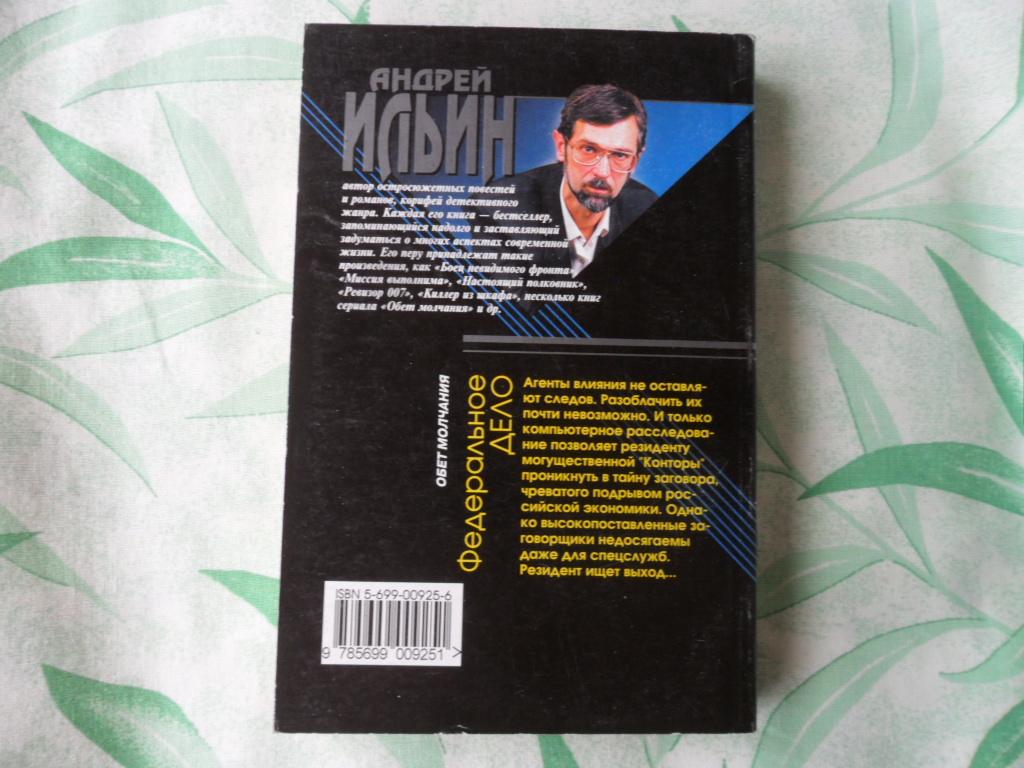 АНДРЕЙ
ИЛЬИН
автор остросюжетных повестей
и романов, корифей детективного
жанра. Каждая его книга — бестселлер,
запоминающийся надолго и заставляющий
задуматься о многих аспектах современной
жизни. Его перу принадлежат такие
произведения, как «Боец невидимого фронта»,
«Миссия выполнима», «Настоящий полковник»,
«Ревизор 007», «Киллер из шкафа», несколько книг
сериала «Обет молчания» и др.
ОБЕТ МОЛЧАНИЯ
Федеральное
ДЕЛО
Агенты влияния не оставля-
ют следов. Разоблачить их
почти невозможно. И только
компьютерное расследова-
ние позволяет резиденту
могущественной "Конторы"
проникнуть в тайну заговора,
чреватого подрывом рос-
сийской экономики. Одна-
ко высокопоставленные за-
говорщики недосягаемы
даже для спецслужб.
Резидент ищет выход...
ISBN 5-699-00925-6
9 785699 009251 >